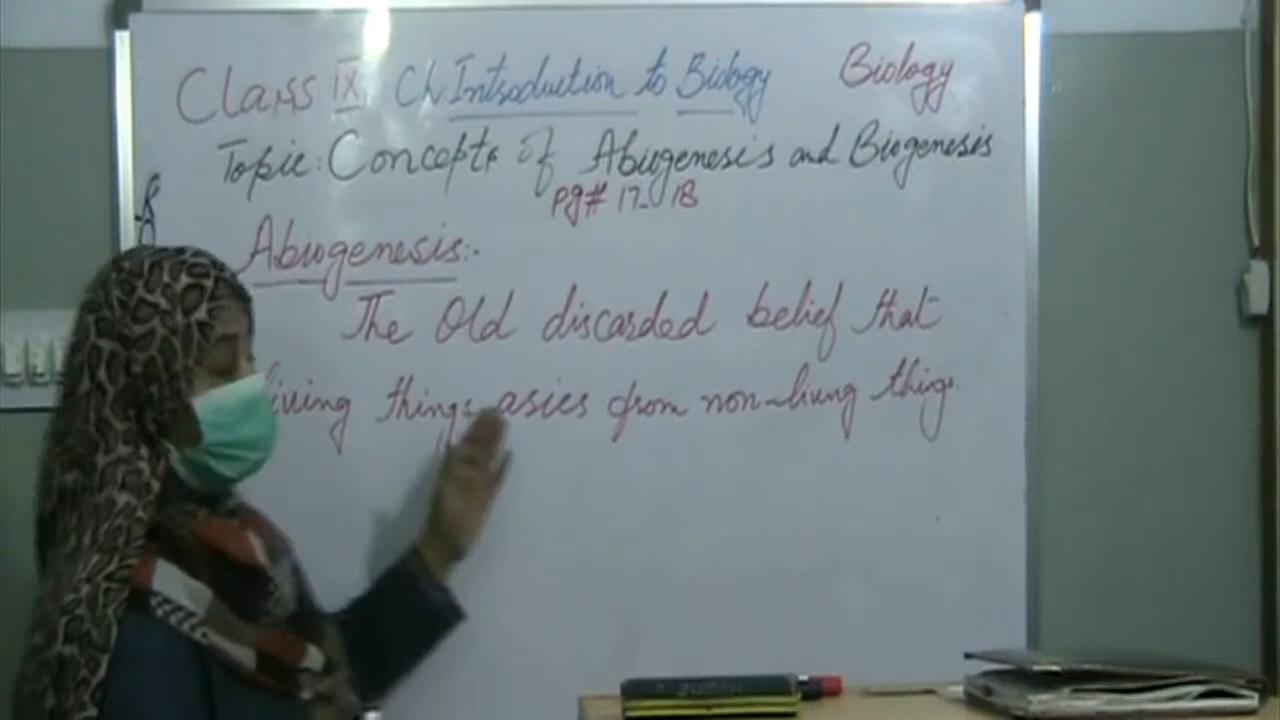 Class IX Ch Introduction to Biology Biology
Topic: Concepts of Abiogenesis and Biogenesis
Pg# 17-18
Abiogenesis:-
The Old discarded belief that
living things asies from non-living things.